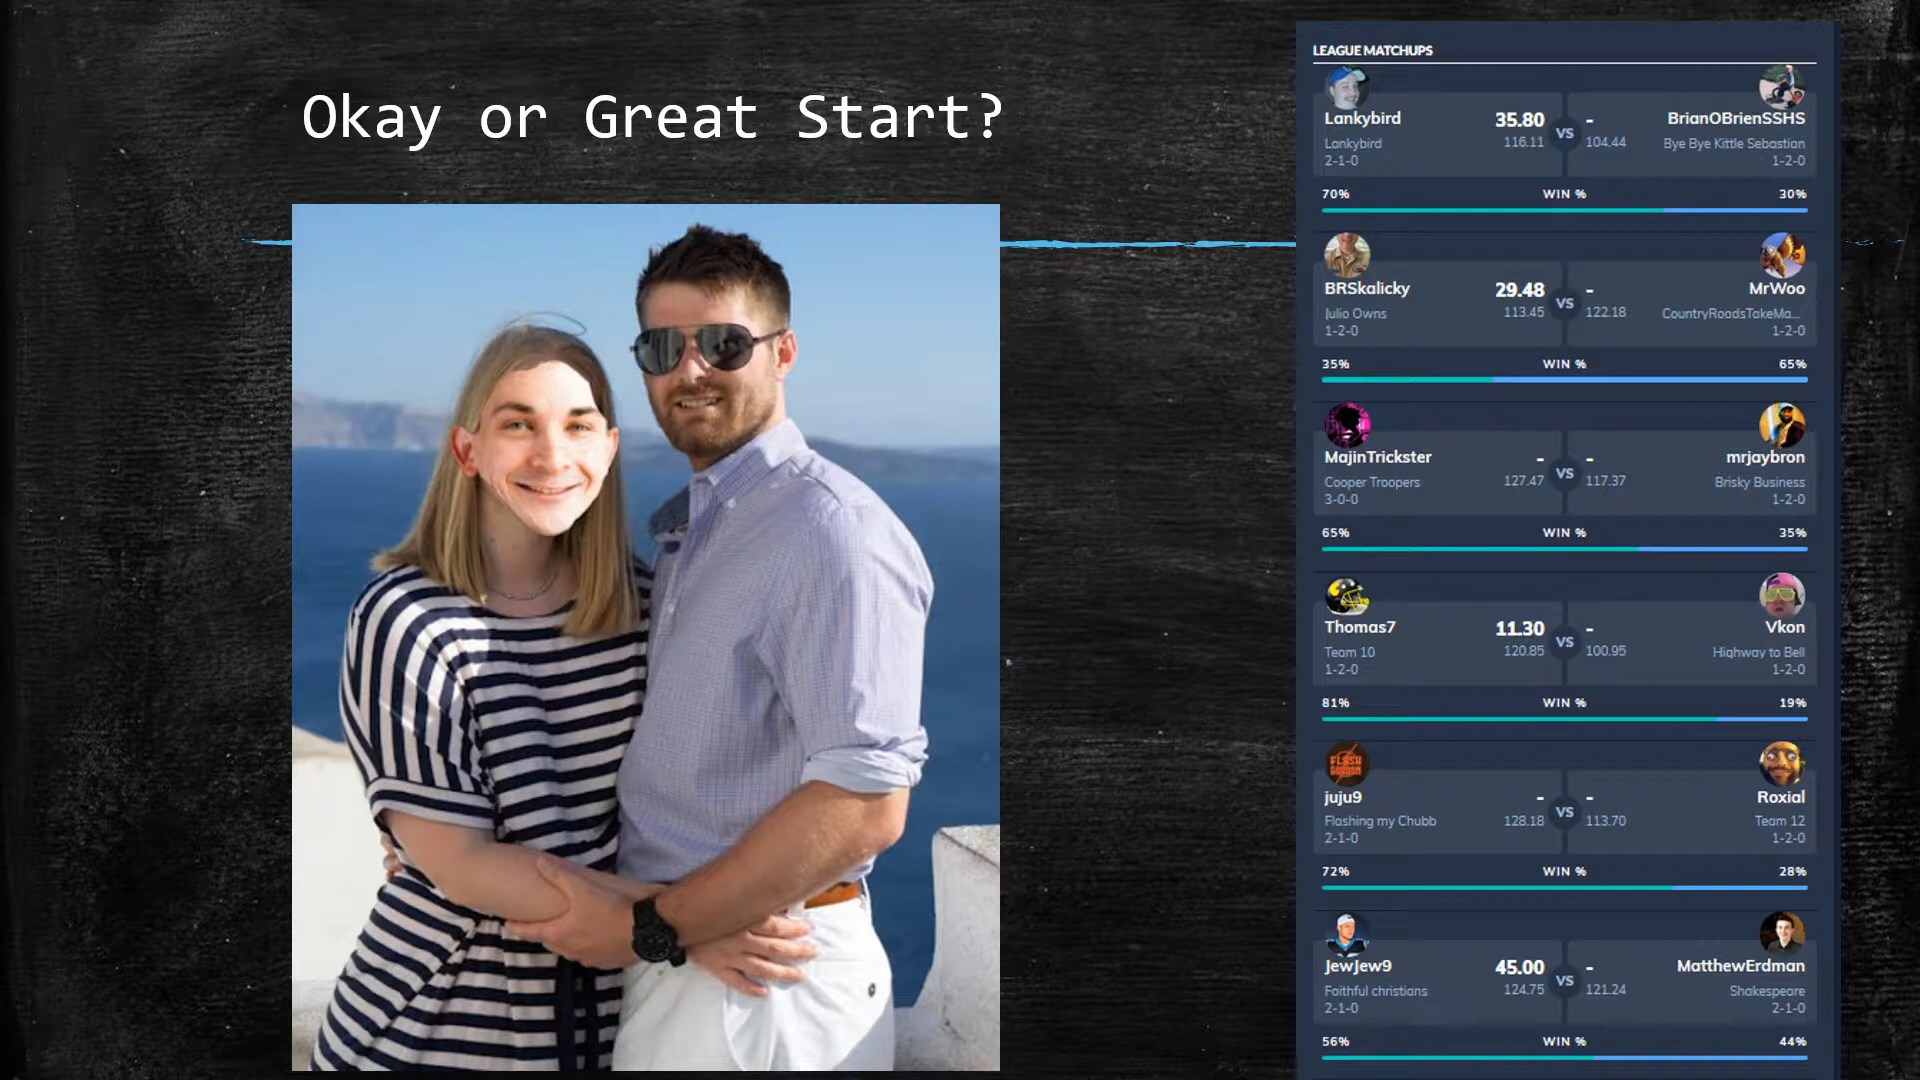 Okay or Great Start?
LEAGUE MATCHUPS
Lankybird 35.80 VS - BrianOBrienSSHS
Lankybird 116.11 104.44 Bye Bye Kittle Sebastian
2-1-0 1-2-0
70% WIN % 30%
BRSkalicky 29.48 VS - MrWoo
Julio Owns 113.45 122.18 CountryRoadsTakeMa...
1-2-0 1-2-0
35% WIN % 65%
MajinTrickster - VS - mrjaybron
Cooper Troopers 127.47 117.37 Brisky Business
3-0-0 1-2-0
65% WIN % 35%
Thomas7 11.30 VS - Vkon
Team 10 120.85 100.95 Highway to Bell
1-2-0 1-2-0
81% WIN % 19%
FLASH
GORDON
juju9 - VS - Roxial
Flashing my Chubb 128.18 113.70 Team 12
2-1-0 1-2-0
72% WIN % 28%
JewJew9 45.00 VS - MatthewErdman
Faithful christians 124.75 121.24 Shakespeare
2-1-0 2-1-0
56% WIN % 44%